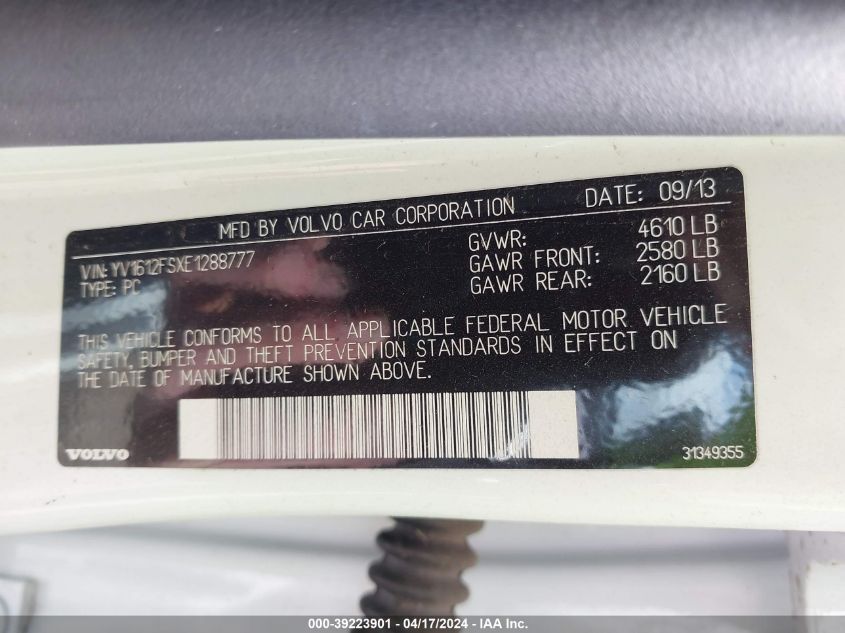 MFD BY VOLVO CAR CORPORATION DATE: 09/13
VIN: YV1612FSXE1288777
TYPE: PC
GVWR: 4610 LB
GAWR FRONT: 2580 LB
GAWR REAR: 2160 LB
THIS VEHICLE CONFORMS TO ALL APPLICABLE FEDERAL MOTOR VEHICLE
SAFETY, BUMPER AND THEFT PREVENTION STANDARDS IN EFFECT ON
THE DATE OF MANUFACTURE SHOWN ABOVE.
VOLVO
31349355
000-39223901 - 04/17/2024 - IAA Inc.